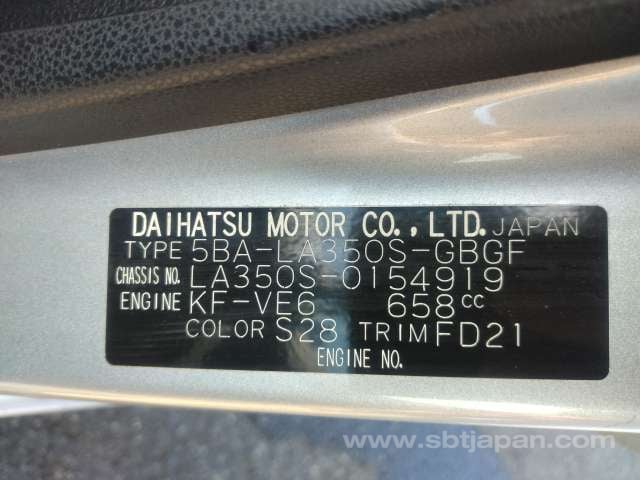 DAIHATSU MOTOR CO., LTD. JAPAN
TYPE 5BA-LA350S-GBGF
CHASSIS NO. LA350S-0154919
ENGINE KF-VE6 658cc
COLOR S28 TRIM FD21
ENGINE NO.
www.sbtjapan.com